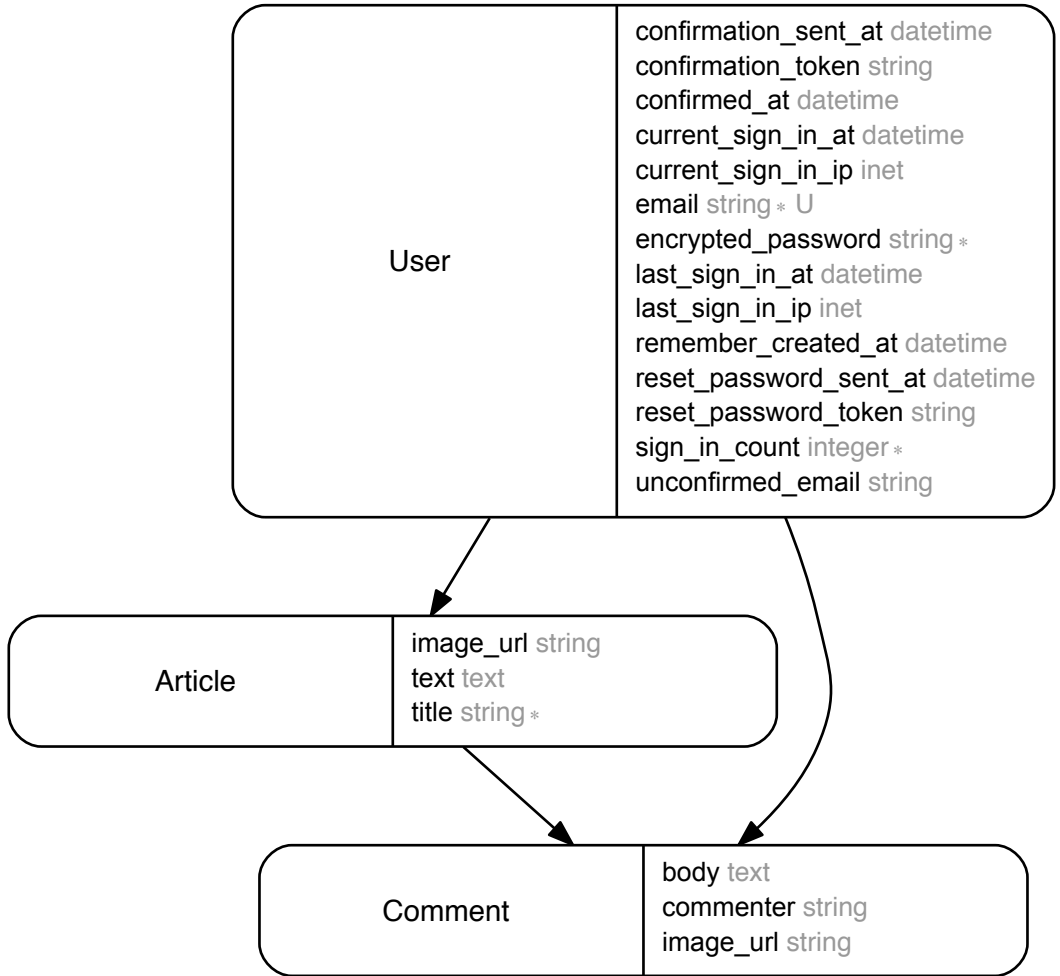 User
confirmation_sent_at datetime
confirmation_token string
confirmed_at datetime
current_sign_in_at datetime
current_sign_in_ip inet
email string * U
encrypted_password string *
last_sign_in_at datetime
last_sign_in_ip inet
remember_created_at datetime
reset_password_sent_at datetime
reset_password_token string
sign_in_count integer *
unconfirmed_email string
Article
image_url string
text text
title string *
Comment
body text
commenter string
image_url string